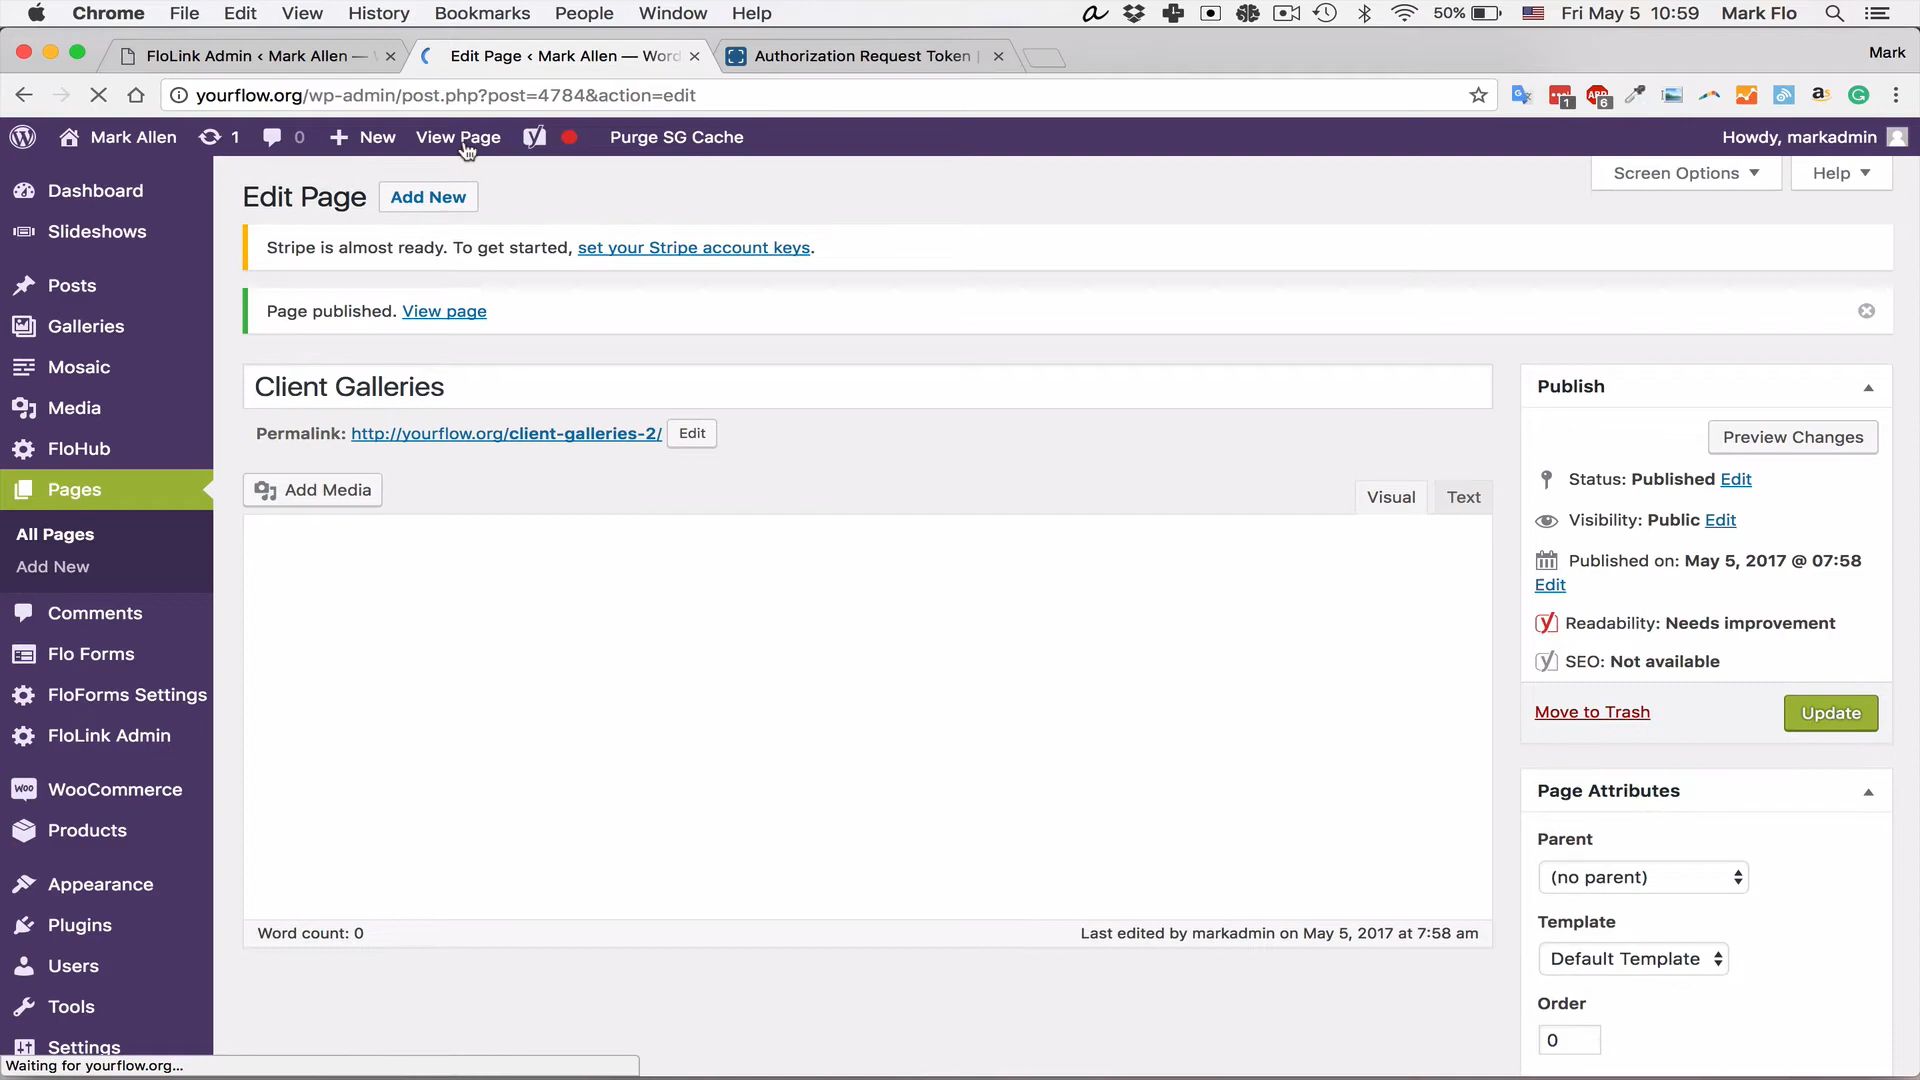 Chrome File Edit View History Bookmarks People Window Help 50% Fri May 5 10:59 Mark Flo
FloLink Admin ‹ Mark Allen — Edit Page ‹ Mark Allen — Word Authorization Request Token Mark
yourflow.org/wp-admin/post.php?post=4784&action=edit 1 6
Mark Allen 1 0 New View Page Purge SG Cache Howdy, markadmin
Screen Options Help
Edit Page Add New
Stripe is almost ready. To get started, set your Stripe account keys.
Page published. View page
Client Galleries
Permalink: http://yourflow.org/client-galleries-2/ Edit
Add Media
Visual Text
Word count: 0 Last edited by markadmin on May 5, 2017 at 7:58 am
Dashboard
Slideshows
Posts
Galleries
Mosaic
Media
FloHub
Pages
All Pages
Add New
Comments
Flo Forms
FloForms Settings
FloLink Admin
WOO WooCommerce
Products
Appearance
Plugins
Users
Tools
Settings
Publish
Preview Changes
Status: Published Edit
Visibility: Public Edit
Published on: May 5, 2017 @ 07:58
Edit
Readability: Needs improvement
SEO: Not available
Move to Trash Update
Page Attributes
Parent
(no parent)
Template
Default Template
Order
0
Waiting for yourflow.org...